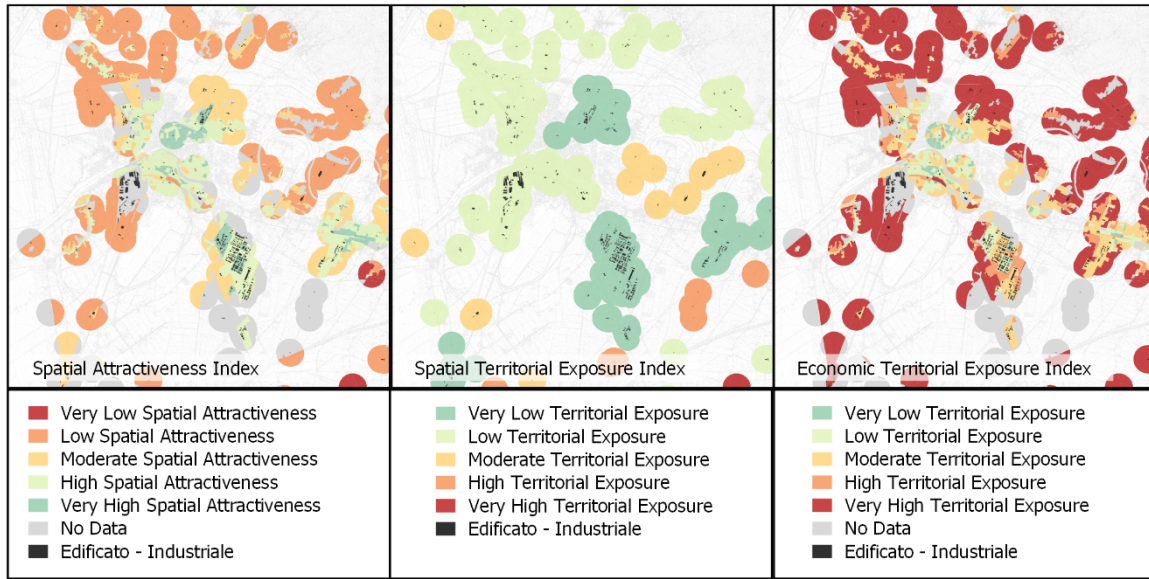 Spatial Attractiveness Index
Spatial Territorial Exposure Index
Economic Territorial Exposure Index
Very Low Spatial Attractiveness
Low Spatial Attractiveness
Moderate Spatial Attractiveness
High Spatial Attractiveness
Very High Spatial Attractiveness
No Data
Edificato - Industriale
Very Low Territorial Exposure
Low Territorial Exposure
Moderate Territorial Exposure
High Territorial Exposure
Very High Territorial Exposure
Edificato - Industriale
Very Low Territorial Exposure
Low Territorial Exposure
Moderate Territorial Exposure
High Territorial Exposure
Very High Territorial Exposure
No Data
Edificato - Industriale